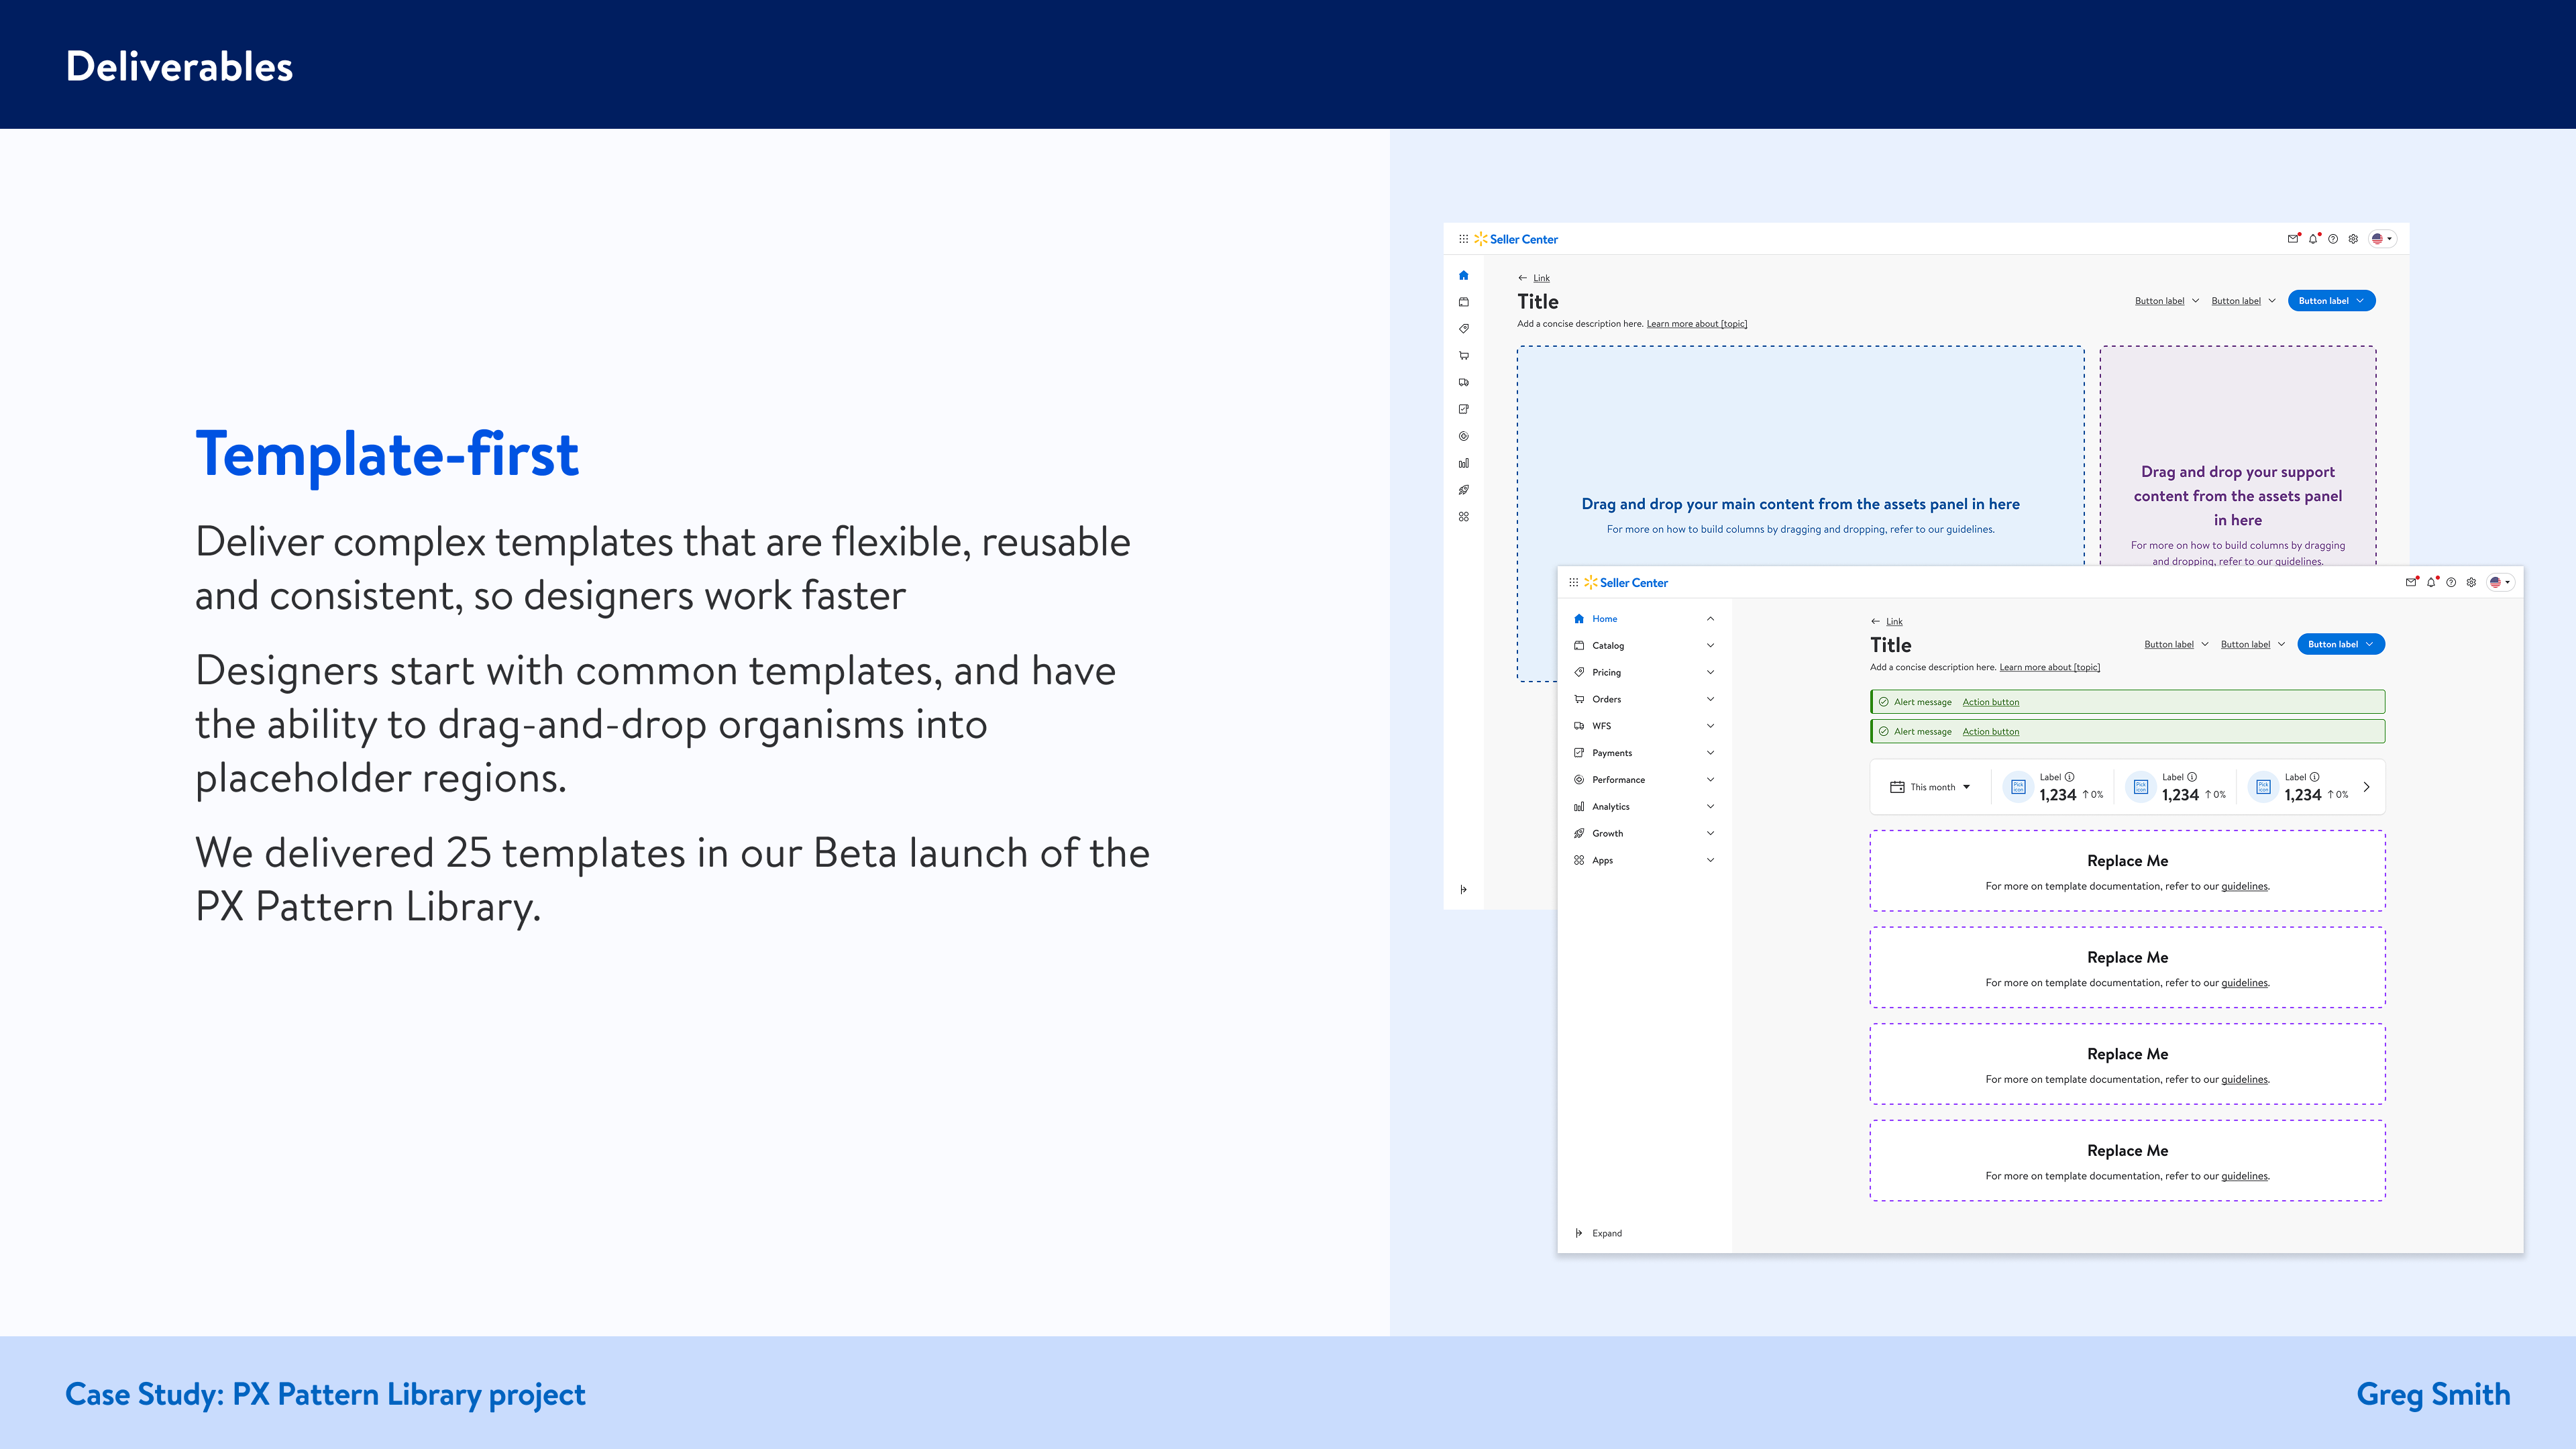 Deliverables
Template-first
Deliver complex templates that are flexible, reusable
and consistent, so designers work faster
Designers start with common templates, and have
the ability to drag-and-drop organisms into
placeholder regions.
We delivered 25 templates in our Beta launch of the
PX Pattern Library.
Seller Center
Link
Title
Button label
Button label
Button label
Add a concise description here. Learn more about [topic]
Drag and drop your main content from the assets panel in here
For more on how to build columns by dragging and dropping, refer to our guidelines.
Drag and drop your support
content from the assets panel
in here
For more on how to build columns by dragging
and dropping, refer to our guidelines.
Seller Center
Home
Catalog
Pricing
Orders
WFS
Payments
Performance
Analytics
Growth
Apps
Expand
Link
Title
Button label
Button label
Button label
Add a concise description here. Learn more about [topic]
Alert message Action button
Alert message Action button
This month
Pick
icon
Label
1,234 ↑ 0%
Pick
icon
Label
1,234 ↑ 0%
Pick
icon
Label
1,234 ↑ 0%
Replace Me
For more on template documentation, refer to our guidelines.
Replace Me
For more on template documentation, refer to our guidelines.
Replace Me
For more on template documentation, refer to our guidelines.
Replace Me
For more on template documentation, refer to our guidelines.
Case Study: PX Pattern Library project
Greg Smith